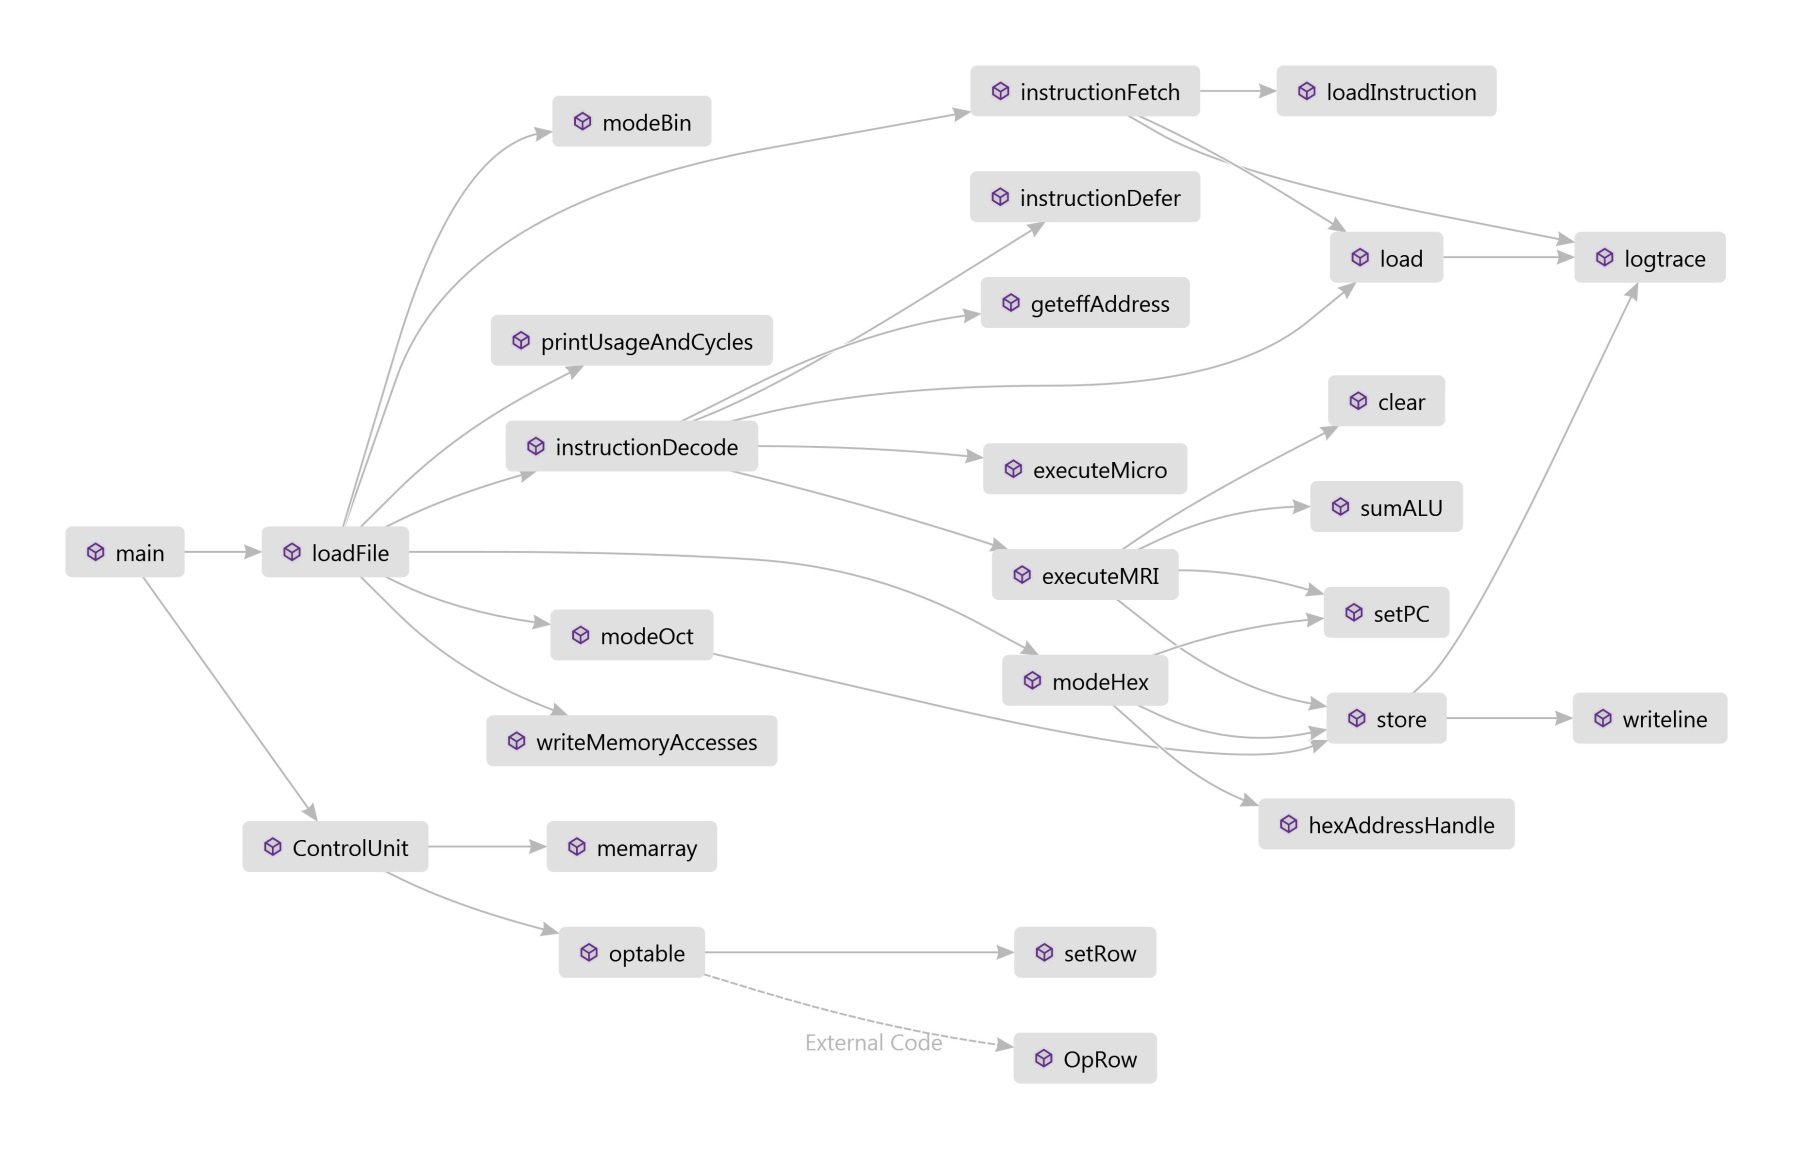 instructionFetch
loadInstruction
modeBin
instructionDefer
load
logtrace
geteffAddress
printUsageAndCycles
clear
instructionDecode
executeMicro
sumALU
main
loadFile
executeMRI
setPC
modeOct
modeHex
store
writeline
writeMemoryAccesses
hexAddressHandle
ControlUnit
memarray
optable
setRow
External Code
OpRow